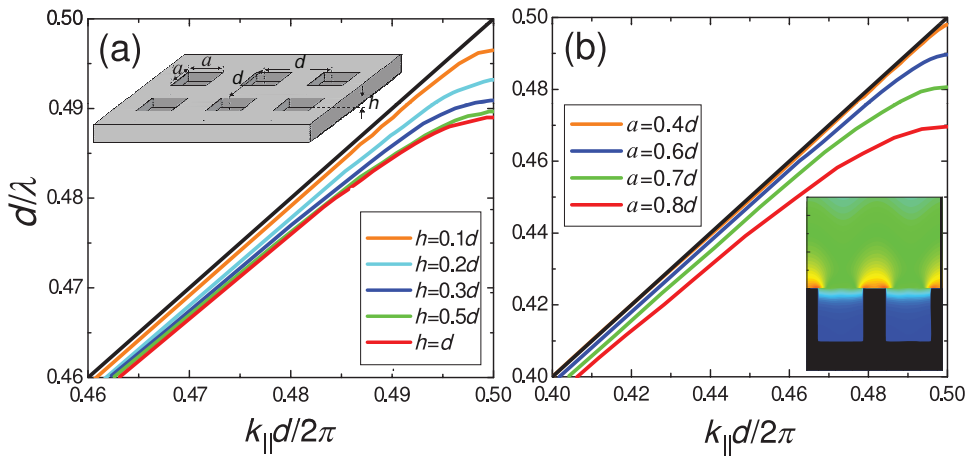 (a)
a
a
d
d
h
0.50
0.49
0.48
0.47
0.46
d/λ
h=0.1d
h=0.2d
h=0.3d
h=0.5d
h=d
0.46 0.47 0.48 0.49 0.50
k||d/2π
(b)
0.50
0.48
0.46
0.44
0.42
0.40
a=0.4d
a=0.6d
a=0.7d
a=0.8d
0.40 0.42 0.44 0.46 0.48 0.50
k||d/2π